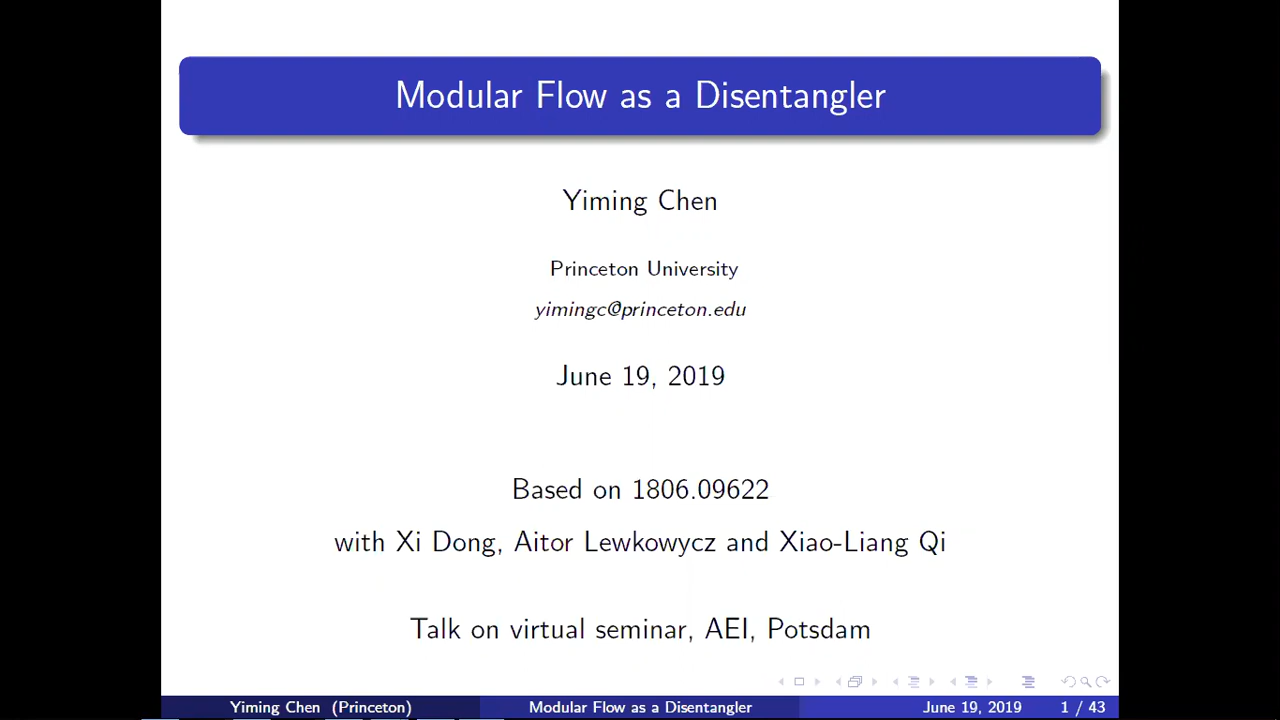 Modular Flow as a Disentangler
Yiming Chen
Princeton University
yimingc@princeton.edu
June 19, 2019
Based on 1806.09622
with Xi Dong, Aitor Lewkowycz and Xiao-Liang Qi
Talk on virtual seminar, AEI, Potsdam
Yiming Chen (Princeton) Modular Flow as a Disentangler June 19, 2019 1 / 43